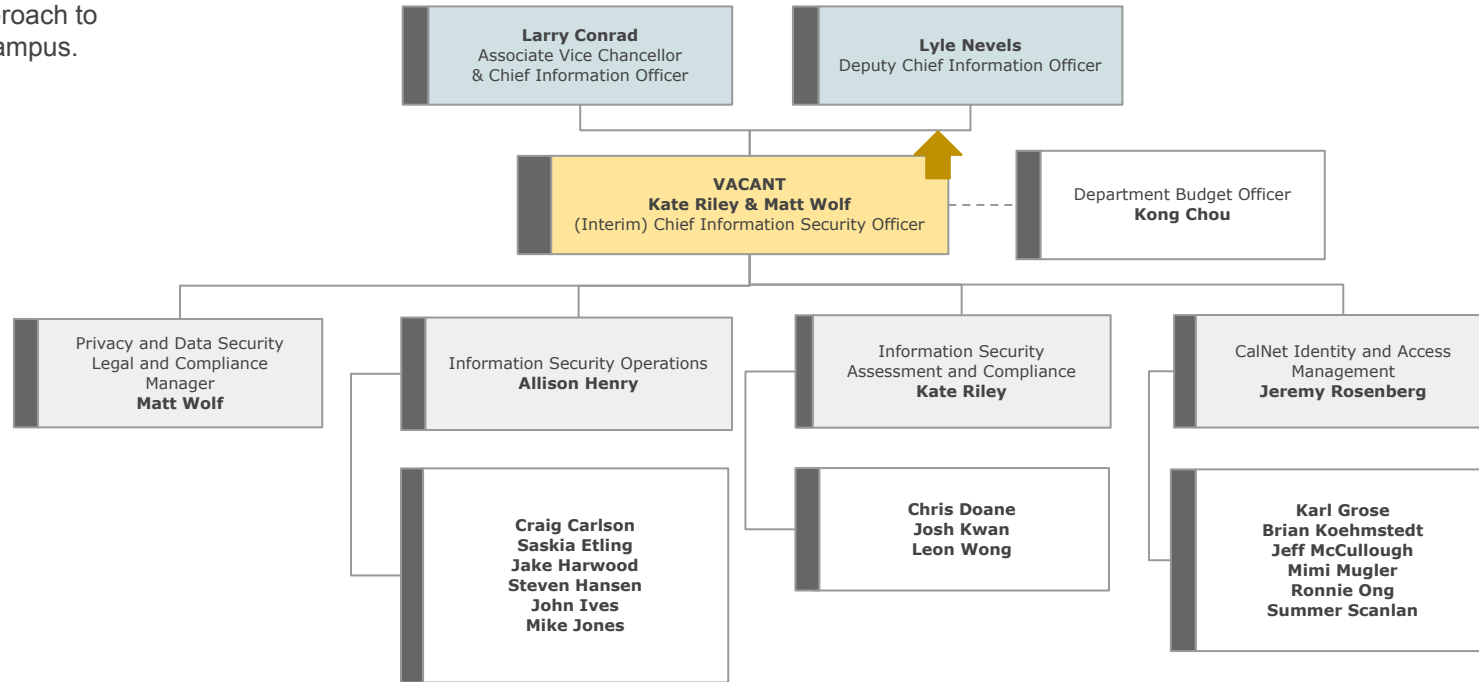 roach to
ampus.
Larry Conrad
Associate Vice Chancellor
& Chief Information Officer
Lyle Nevels
Deputy Chief Information Officer
VACANT
Kate Riley & Matt Wolf
(Interim) Chief Information Security Officer
Department Budget Officer
Kong Chou
Privacy and Data Security
Legal and Compliance
Manager
Matt Wolf
Information Security Operations
Allison Henry
Information Security
Assessment and Compliance
Kate Riley
CalNet Identity and Access
Management
Jeremy Rosenberg
Craig Carlson
Saskia Etling
Jake Harwood
Steven Hansen
John Ives
Mike Jones
Chris Doane
Josh Kwan
Leon Wong
Karl Grose
Brian Koehmstedt
Jeff McCullough
Mimi Mugler
Ronnie Ong
Summer Scanlan